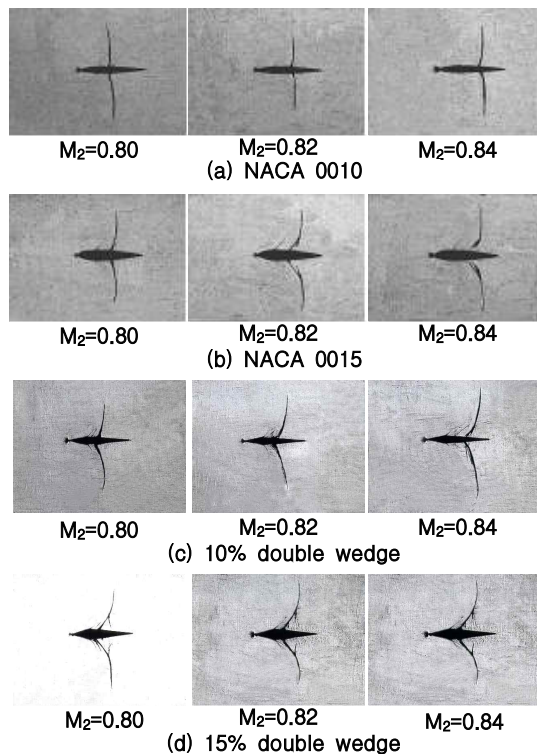 M₂=0.80 M₂=0.82 M₂=0.84
(a) NACA 0010
M₂=0.80 M₂=0.82 M₂=0.84
(b) NACA 0015
M₂=0.80 M₂=0.82 M₂=0.84
(c) 10% double wedge
M₂=0.80 M₂=0.82 M₂=0.84
(d) 15% double wedge